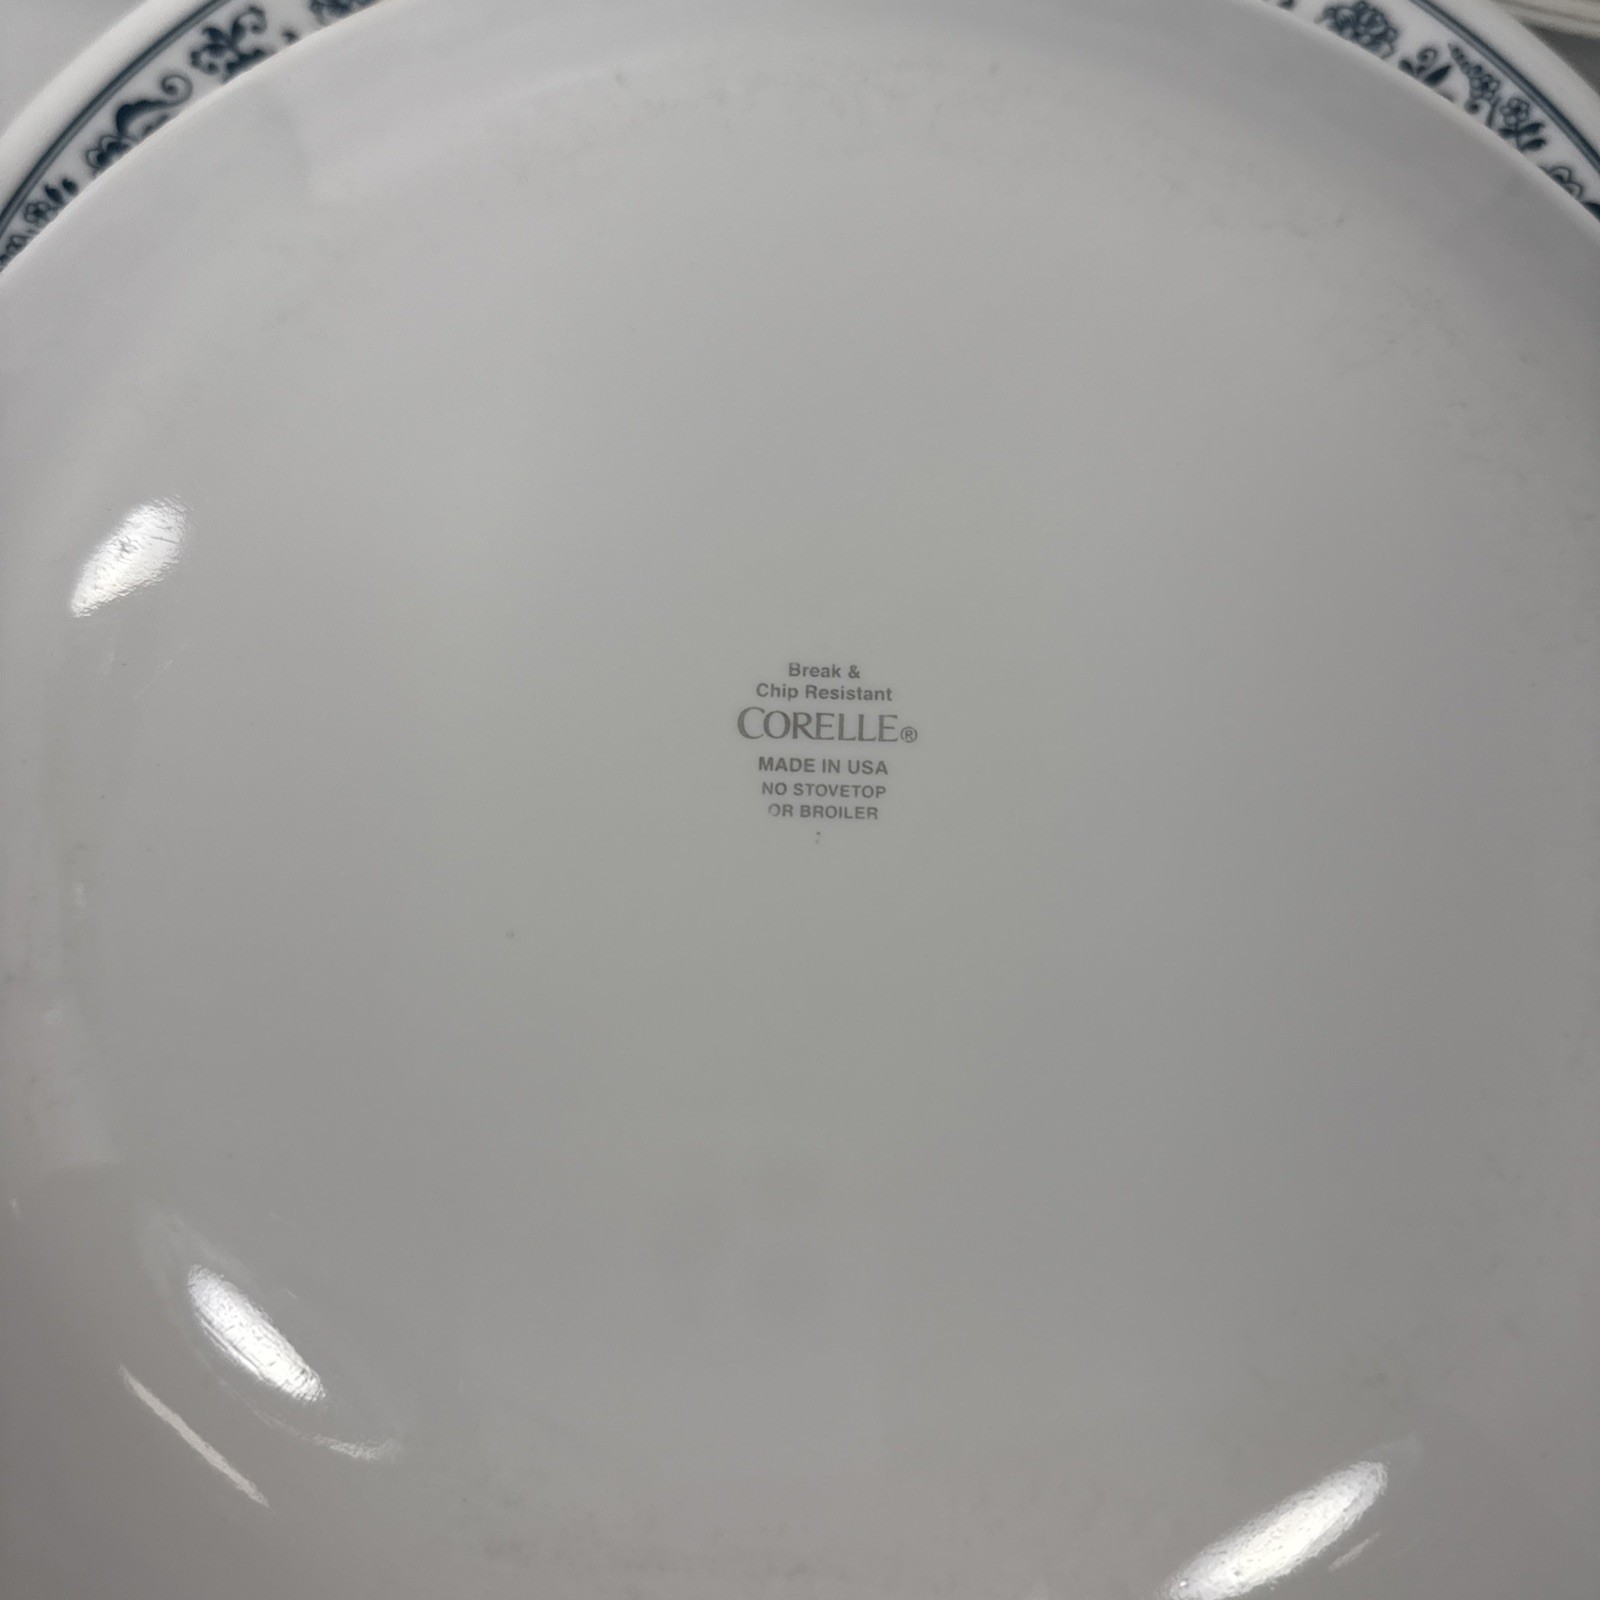 Break &
Chip Resistant
CORELLE®
MADE IN USA
NO STOVETOP
OR BROILER